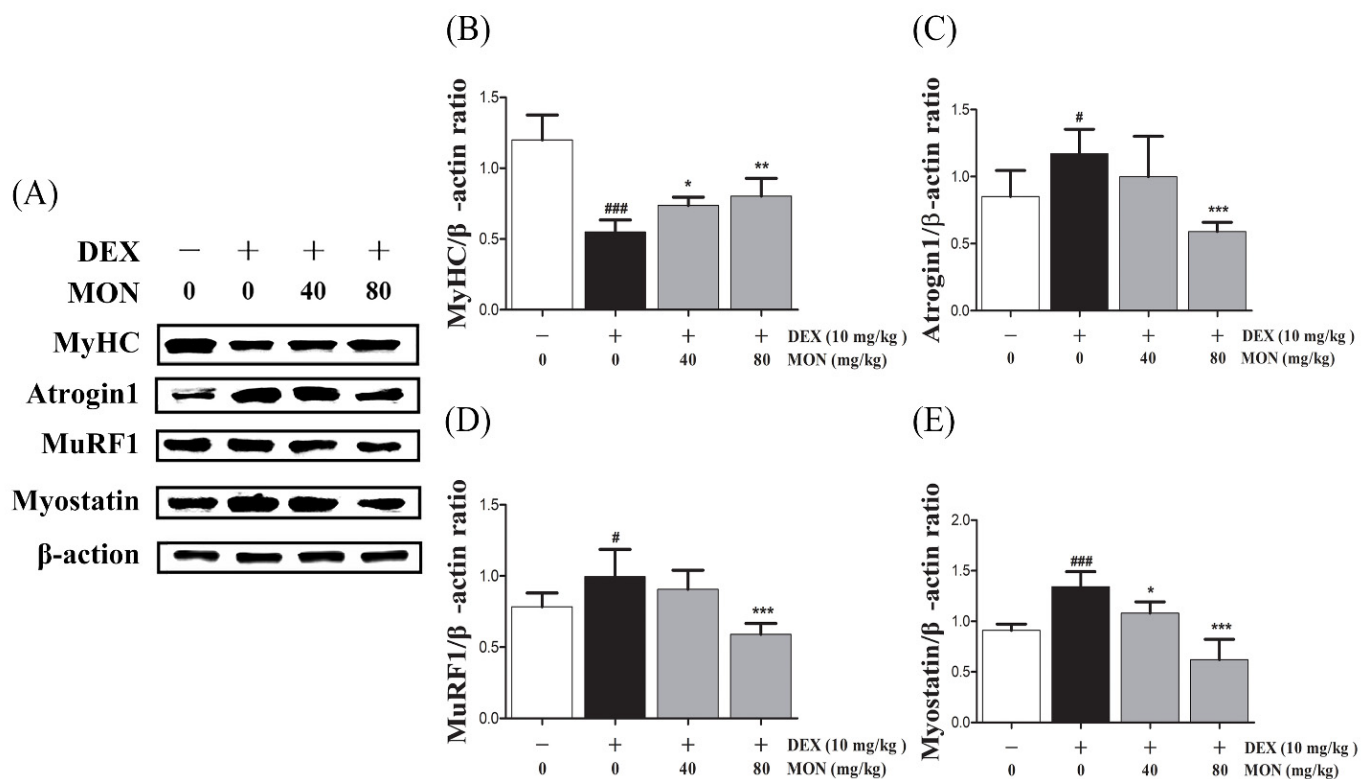 (A)
DEX − + + +
MON 0 0 40 80
MyHC
Atrogin1
MuRF1
Myostatin
β-action
(B)
MyHC/β -actin ratio
1.5
1.0
0.5
0.0
###
*
**
− + + + DEX (10 mg/kg )
0 0 40 80 MON (mg/kg)
(C)
Atrogin1/β-actin ratio
1.5
1.0
0.5
0.0
#
***
− + + + DEX (10 mg/kg )
0 0 40 80 MON (mg/kg)
(D)
MuRF1/β -actin ratio
1.5
1.0
0.5
0.0
#
***
− + + + DEX (10 mg/kg )
0 0 40 80 MON (mg/kg)
(E)
Myostatin/β -actin ratio
2.0
1.5
1.0
0.5
0.0
###
*
***
− + + + DEX (10 mg/kg )
0 0 40 80 MON (mg/kg)